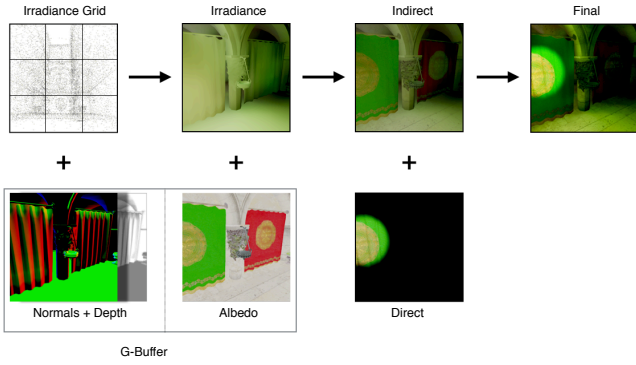 Irradiance Grid
Irradiance
Indirect
Final
+
+
+
Normals + Depth
Albedo
Direct
G-Buffer